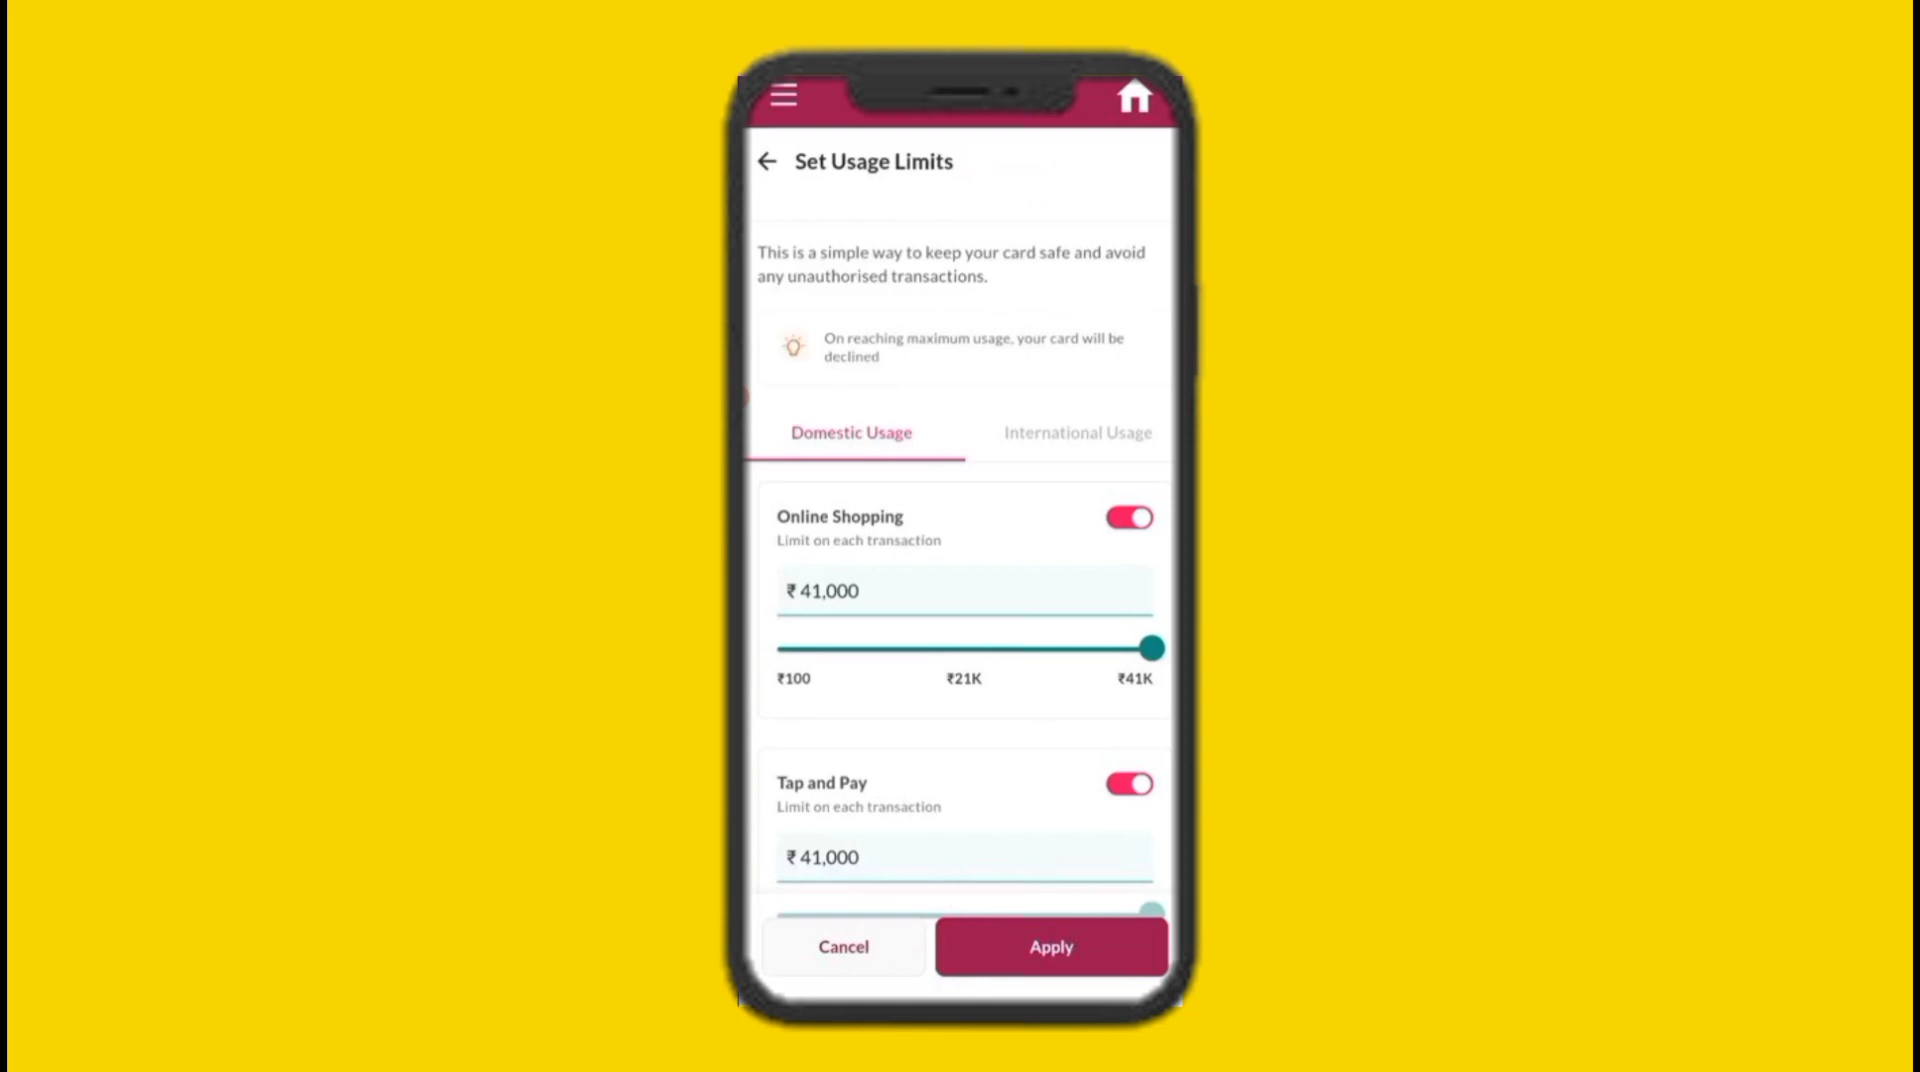 Set Usage Limits
This is a simple way to keep your card safe and avoid
any unauthorised transactions.
On reaching maximum usage, your card will be
declined
Domestic Usage
International Usage
Online Shopping
Limit on each transaction
₹ 41,000
₹100 ₹21K ₹41K
Tap and Pay
Limit on each transaction
₹ 41,000
Cancel
Apply